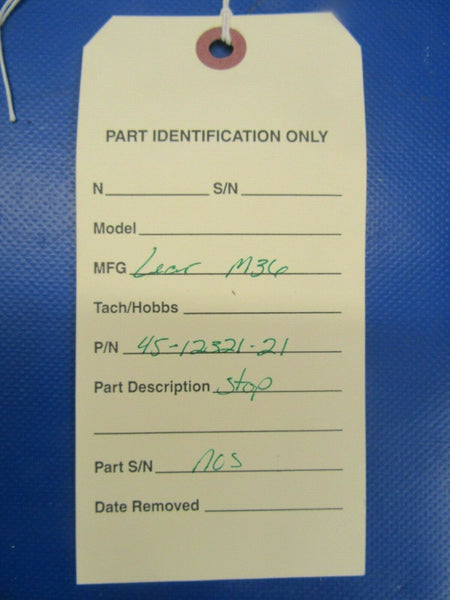 PART IDENTIFICATION ONLY
N S/N
Model
MFG Lear M36
Tach/Hobbs
P/N 45-12321-21
Part Description Stop
Part S/N NOS
Date Removed